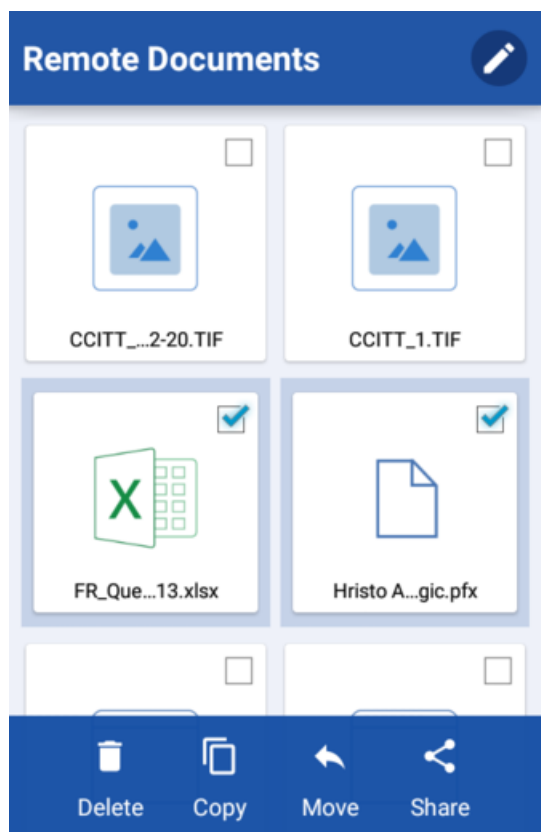 Remote Documents
CCITT_...2-20.TIF
CCITT_1.TIF
X
FR_Que...13.xlsx
Hristo A...gic.pfx
Delete
Copy
Move
Share